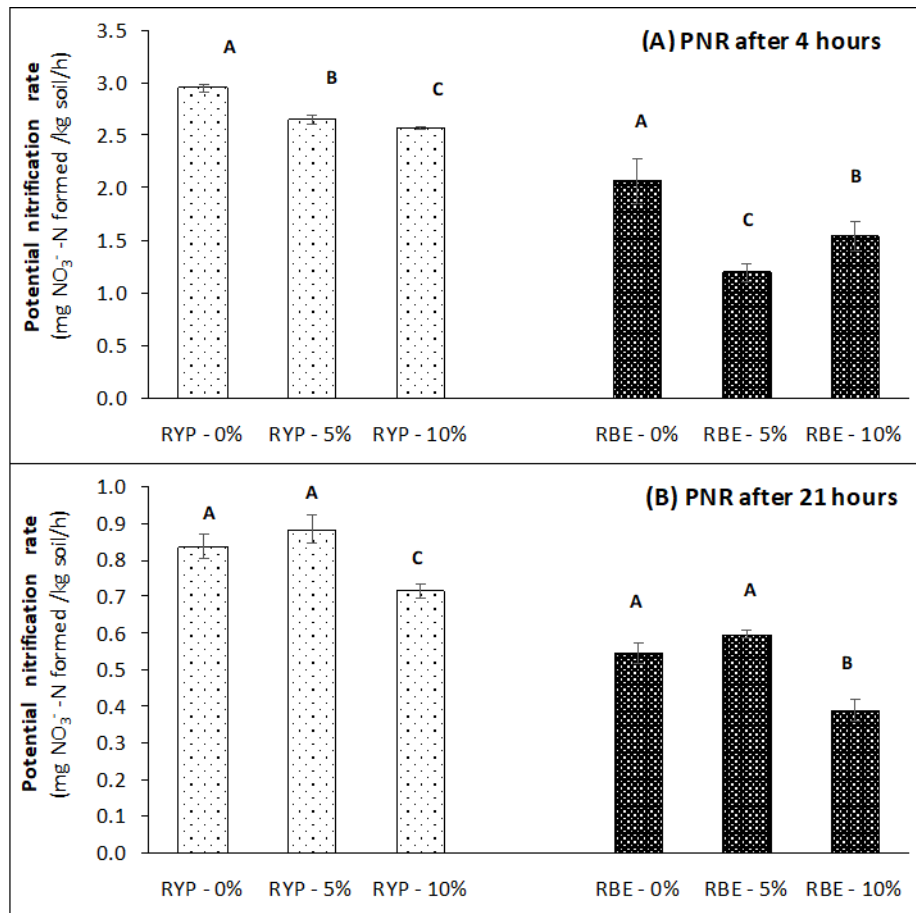 (A) PNR after 4 hours
Potential nitrification rate
(mg NO₃⁻ -N formed /kg soil/h)
3.5
3.0
2.5
2.0
1.5
1.0
0.5
0.0
A
B
C
A
C
B
RYP - 0%
RYP - 5%
RYP - 10%
RBE - 0%
RBE - 5%
RBE - 10%
(B) PNR after 21 hours
Potential nitrification rate
(mg NO₃⁻ -N formed /kg soil/h)
1.0
0.9
0.8
0.7
0.6
0.5
0.4
0.3
0.2
0.1
0.0
A
A
C
A
A
B
RYP - 0%
RYP - 5%
RYP - 10%
RBE - 0%
RBE - 5%
RBE - 10%